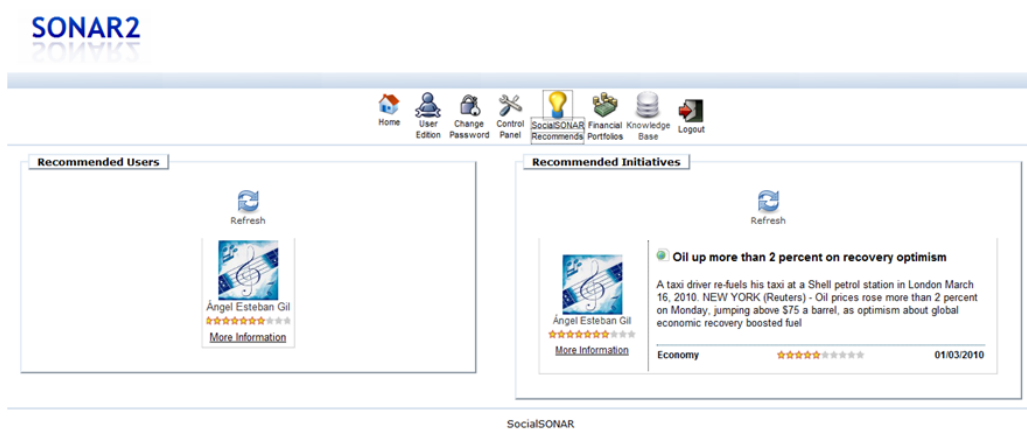 SONAR2
Home
User Edition
Change Password
Control Panel
SocialSONAR Recommends
Financial Portfolios
Knowledge Base
Logout
Recommended Users
Refresh
Ángel Esteban Gil
More Information
Recommended Initiatives
Refresh
Ángel Esteban Gil
More Information
Oil up more than 2 percent on recovery optimism
A taxi driver re-fuels his taxi at a Shell petrol station in London March
16, 2010. NEW YORK (Reuters) - Oil prices rose more than 2 percent
on Monday, jumping above $75 a barrel, as optimism about global
economic recovery boosted fuel
Economy
01/03/2010
SocialSONAR